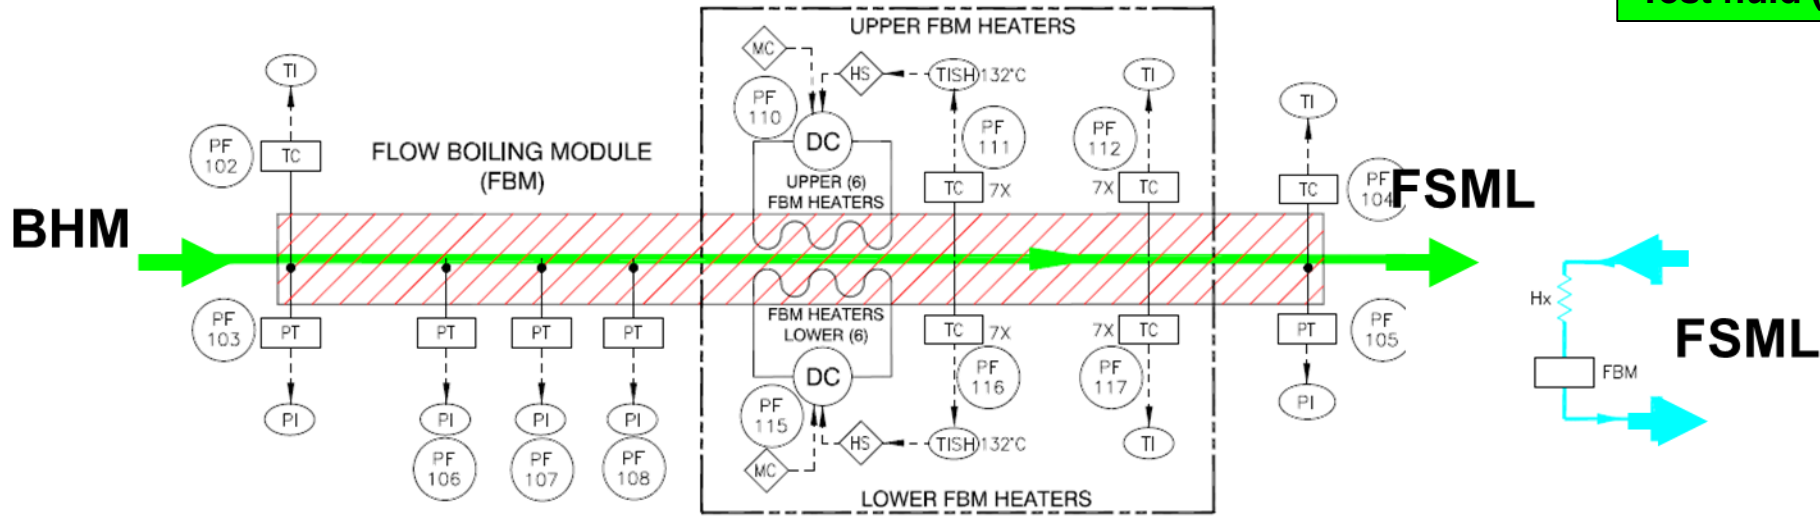 Test fluid (
UPPER FBM HEATERS
MC
HS
TISH 132°C
TI
TI
TI
PF
110
PF
111
PF
112
PF
102
TC
DC
FLOW BOILING MODULE
(FBM)
UPPER (6)
FBM HEATERS
TC 7X
7X TC
TC
PF
104
FSML
BHM
FBM HEATERS
LOWER (6)
PF
103
PT
PT
PT
PT
TC 7X
7X TC
PT
PF
105
DC
PF
116
PF
117
PI
PI
PI
PI
PI
PF
106
PF
107
PF
108
PF
115
MC
HS
TISH 132°C
TI
LOWER FBM HEATERS
Hx
FBM
FSML